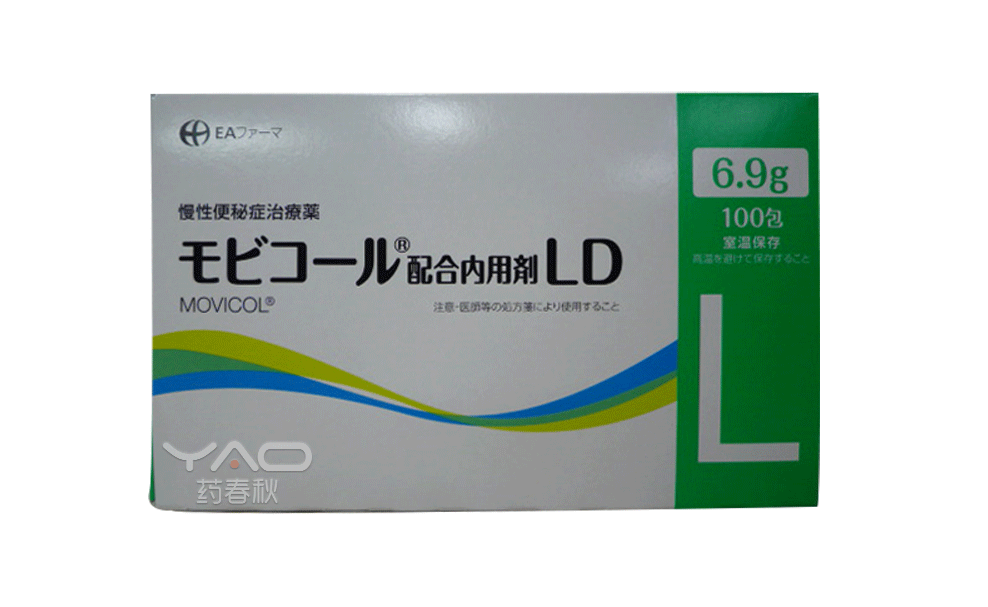 EAファーマ
慢性便秘症治療薬
モビコール®配合内用剤LD
MOVICOL®
注意-医師等の処方箋により使用すること
6.9g
100包
室温保存
高温を避けて保存すること
L
YAO
药春秋